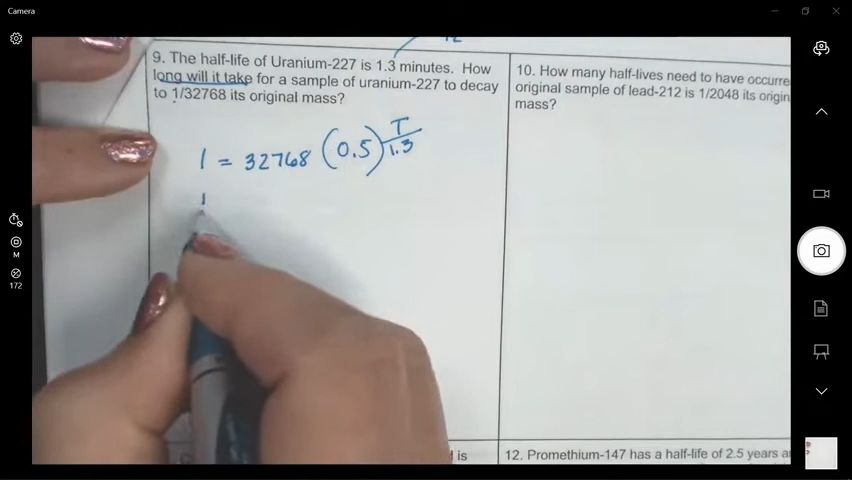 Camera
9. The half-life of Uranium-227 is 1.3 minutes. How
long will it take for a sample of uranium-227 to decay
to 1/32768 its original mass?
1 = 32768 (0.5)^(T/1.3)
1
10. How many half-lives need to have occurre
original sample of lead-212 is 1/2048 its origin
mass?
M
172
is
12. Promethium-147 has a half-life of 2.5 years a